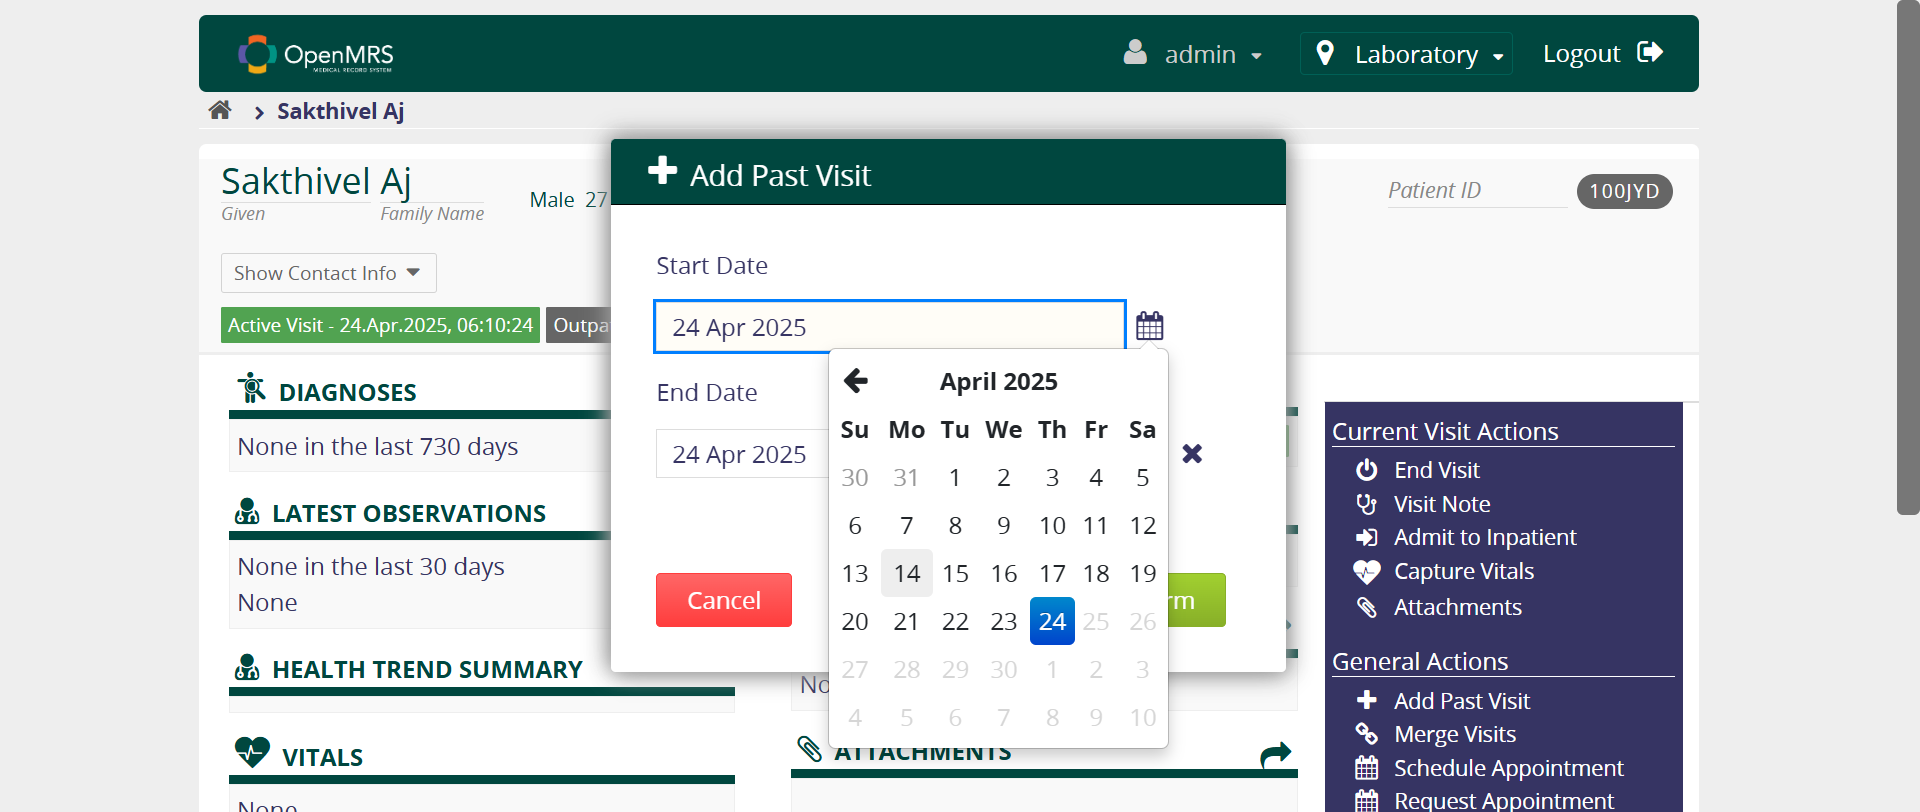 OpenMRS
MEDICAL RECORD SYSTEM
admin
Laboratory
Logout
Sakthivel Aj
Sakthivel Aj
Given
Family Name
Male 27
Patient ID
100JYD
Show Contact Info
Active Visit - 24.Apr.2025, 06:10:24
Outpa
Add Past Visit
Start Date
24 Apr 2025
End Date
24 Apr 2025
Cancel
rm
April 2025
Su Mo Tu We Th Fr Sa
30 31 1 2 3 4 5
6 7 8 9 10 11 12
13 14 15 16 17 18 19
20 21 22 23 24 25 26
27 28 29 30 1 2 3
4 5 6 7 8 9 10
DIAGNOSES
None in the last 730 days
LATEST OBSERVATIONS
None in the last 30 days
None
HEALTH TREND SUMMARY
VITALS
None
No
ATTACHMENTS
Current Visit Actions
End Visit
Visit Note
Admit to Inpatient
Capture Vitals
Attachments
General Actions
Add Past Visit
Merge Visits
Schedule Appointment
Request Appointment